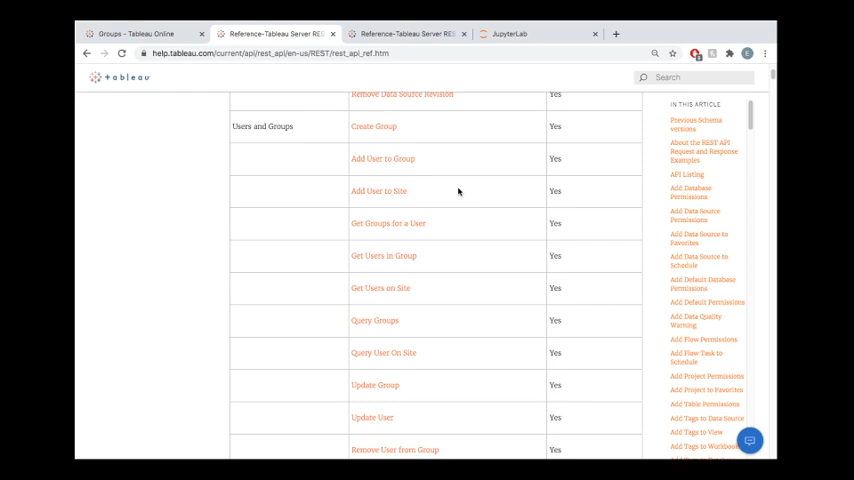 Groups - Tableau Online
Reference-Tableau Server RES
Reference-Tableau Server RES
JupyterLab
help.tableau.com/current/api/rest_api/en-us/REST/rest_api_ref.htm
E
+ableau
Search
Remove Data Source Revision Yes
Users and Groups Create Group Yes
Add User to Group Yes
Add User to Site Yes
Get Groups for a User Yes
Get Users in Group Yes
Get Users on Site Yes
Query Groups Yes
Query User On Site Yes
Update Group Yes
Update User Yes
Remove User from Group Yes
IN THIS ARTICLE
Previous Schema
versions
About the REST API
Request and Response
Examples
API Listing
Add Database
Permissions
Add Data Source
Permissions
Add Data Source to
Favorites
Add Data Source to
Schedule
Add Default Database
Permissions
Add Default Permissions
Add Data Quality
Warning
Add Flow Permissions
Add Flow Task to
Schedule
Add Project Permissions
Add Project to Favorites
Add Table Permissions
Add Tags to Data Source
Add Tags to View
Add Tags to Workbook